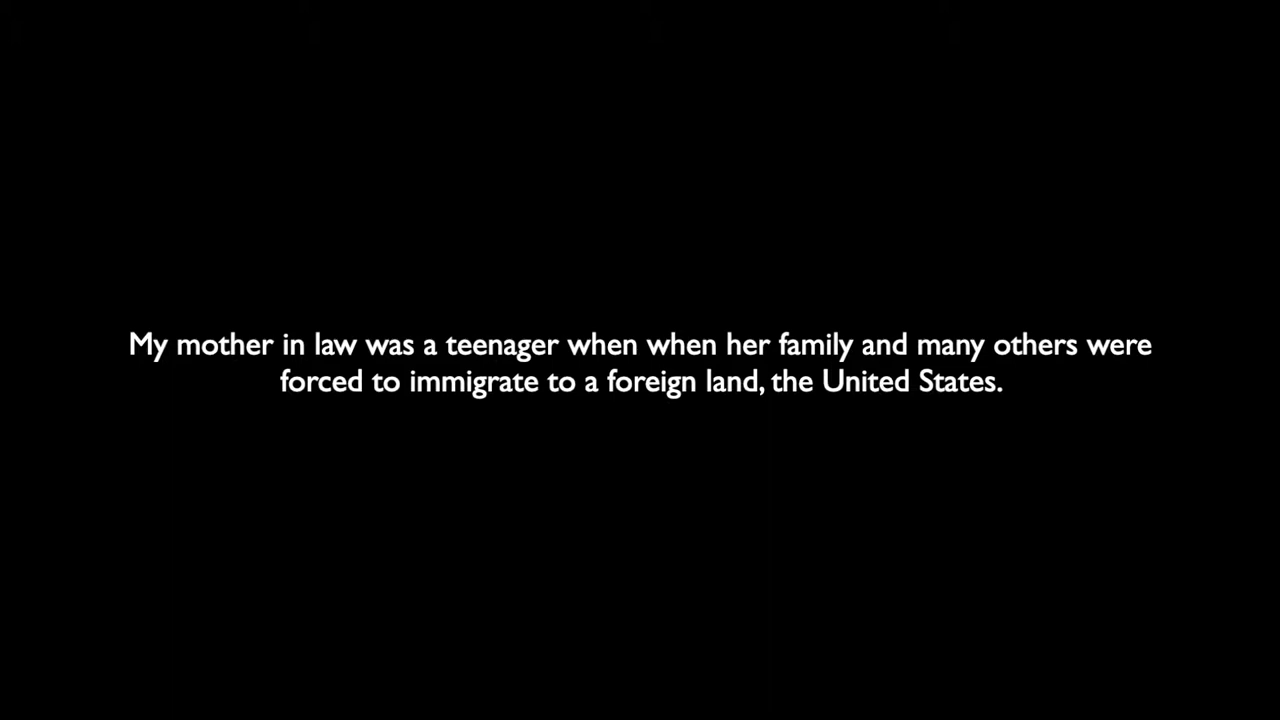 My mother in law was a teenager when when her family and many others were
forced to immigrate to a foreign land, the United States.